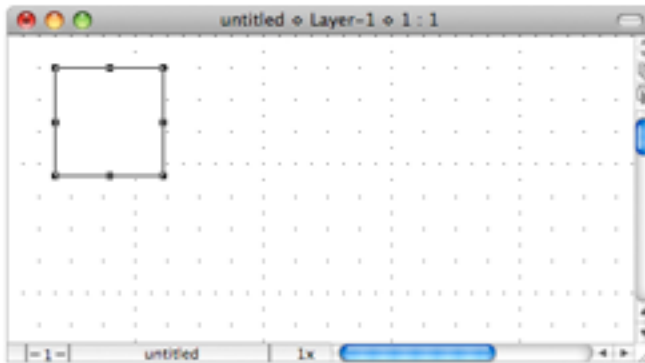 untitled ◇ Layer-1 ◇ 1 : 1
-1- untitled 1x